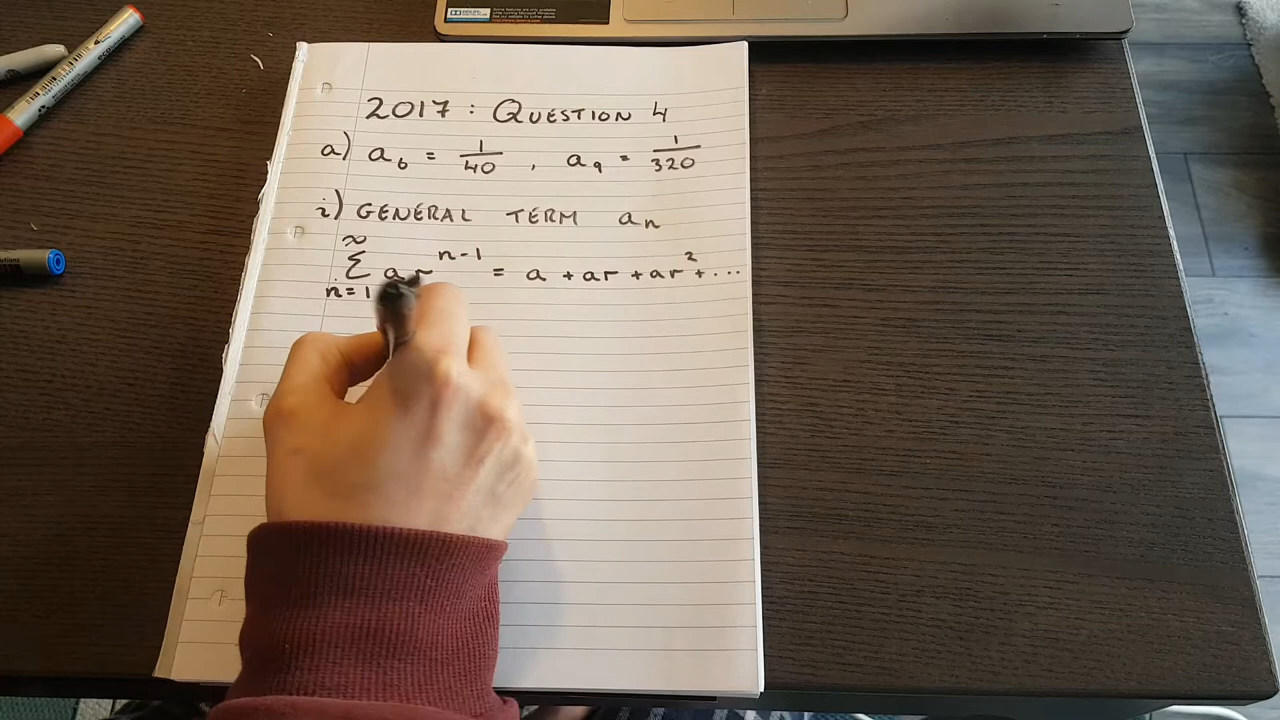 2017 : QUESTION 4
a) a₆ = 1/40 , a₉ = 1/320
i) GENERAL TERM aₙ
∞
∑ n=1 ar^(n-1) = a + ar + ar² + ...